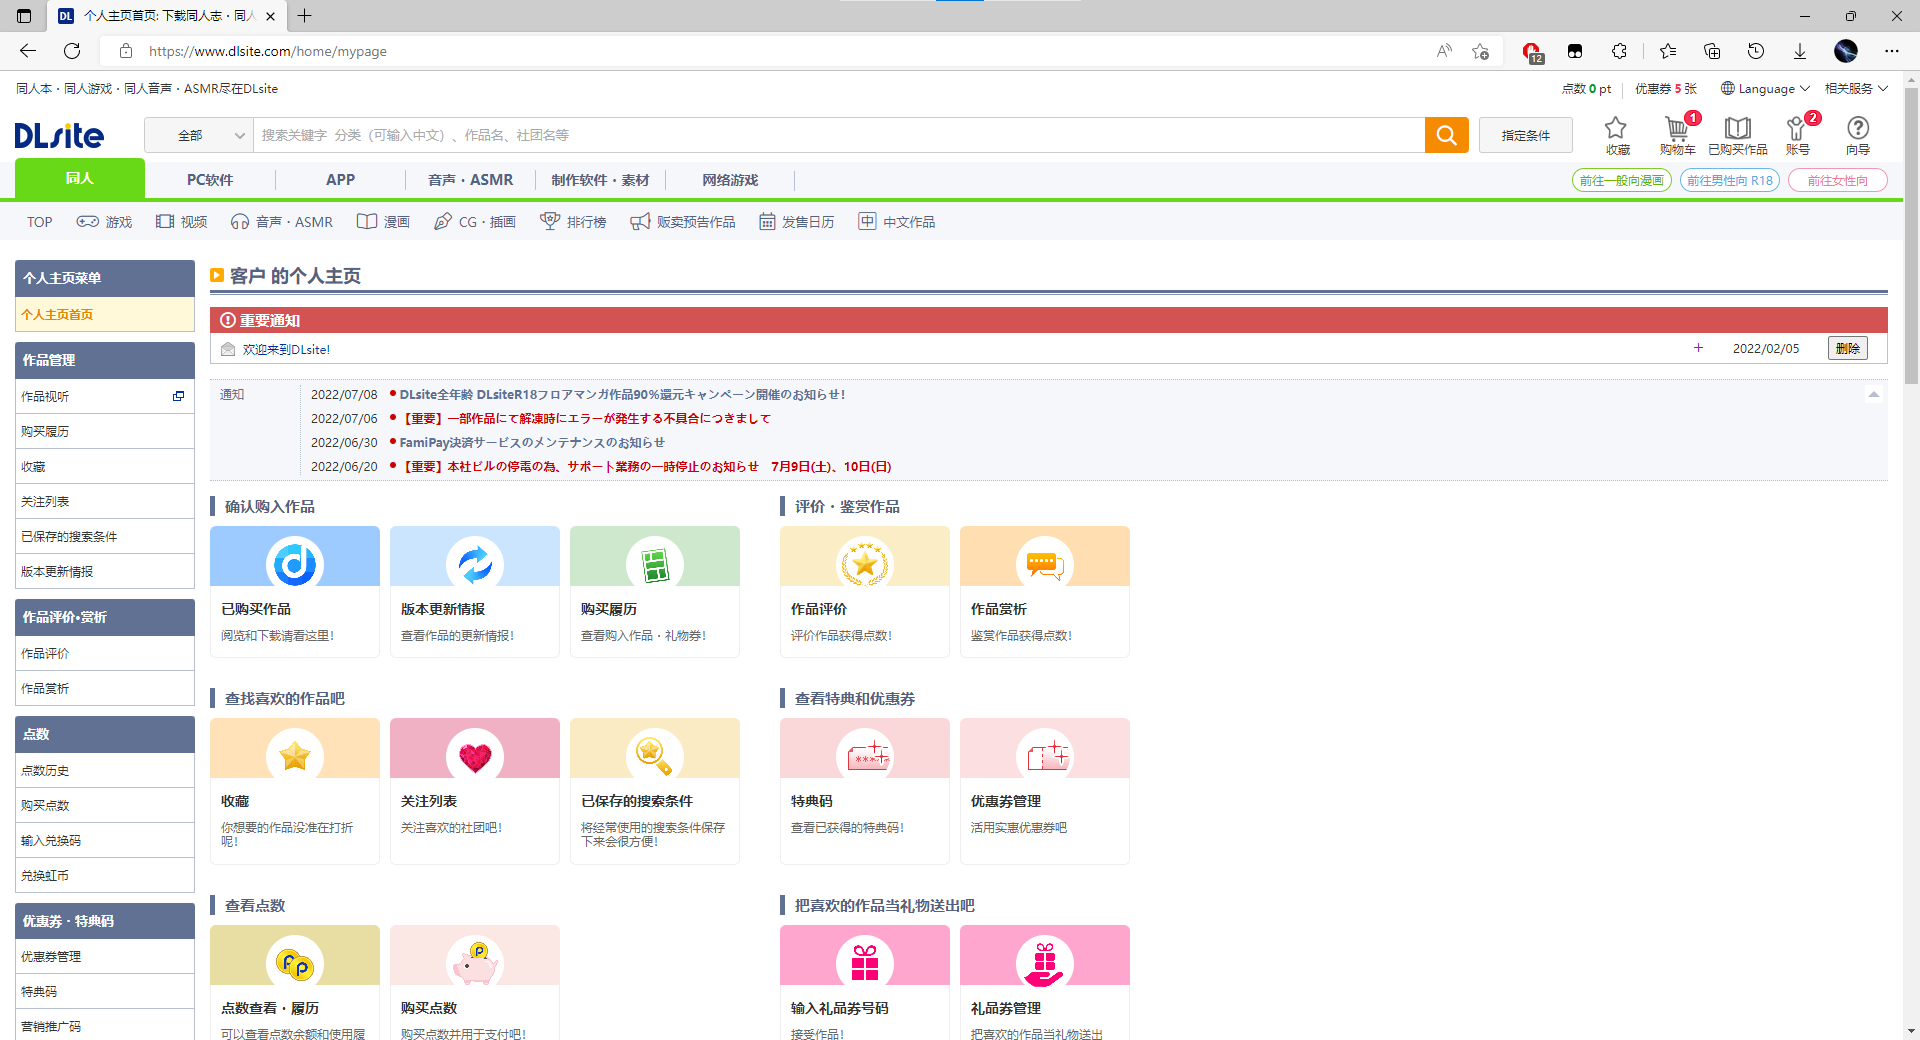 个人主页首页: 下载同人志・同人
https://www.dlsite.com/home/mypage
12
同人本・同人游戏・同人音声・ASMR尽在DLsite
点数 0 pt 优惠券 5 张 Language 相关服务
DLsite
全部
搜索关键字 分类（可输入中文）、作品名、社团名等
指定条件
收藏
1
购物车
已购买作品
2
账号
向导
同人
PC软件
APP
音声・ASMR
制作软件・素材
网络游戏
前往一般向漫画
前往男性向 R18
前往女性向
TOP
游戏
视频
音声・ASMR
漫画
CG・插画
排行榜
贩卖预告作品
发售日历
中 中文作品
个人主页菜单
个人主页首页
作品管理
作品视听
购买履历
收藏
关注列表
已保存的搜索条件
版本更新情报
作品评价•赏析
作品评价
作品赏析
点数
点数历史
购买点数
输入兑换码
兑换虹币
优惠券・特典码
优惠券管理
特典码
营销推广码
客户 的个人主页
重要通知
欢迎来到DLsite!
+ 2022/02/05 删除
通知
2022/07/08 DLsite全年龄 DLsiteR18フロアマンガ作品90%還元キャンペーン開催のお知らせ!
2022/07/06 【重要】一部作品にて解凍時にエラーが発生する不具合につきまして
2022/06/30 FamiPay決済サービスのメンテナンスのお知らせ
2022/06/20 【重要】本社ビルの停電の為、サポート業務の一時停止のお知らせ 7月9日(土)、10日(日)
确认购入作品
已购买作品
阅览和下载请看这里!
版本更新情报
查看作品的更新情报!
购买履历
查看购入作品・礼物券!
评价・鉴赏作品
作品评价
评价作品获得点数!
作品赏析
鉴赏作品获得点数!
查找喜欢的作品吧
收藏
你想要的作品没准在打折
呢!
关注列表
关注喜欢的社团吧!
已保存的搜索条件
将经常使用的搜索条件保存
下来会很方便!
查看特典和优惠券
特典码
查看已获得的特典码!
优惠券管理
活用实惠优惠券吧
查看点数
点数查看・履历
可以查看点数余额和使用履
购买点数
购买点数并用于支付吧!
把喜欢的作品当礼物送出吧
输入礼品券号码
接受作品!
礼品券管理
把喜欢的作品当礼物送出